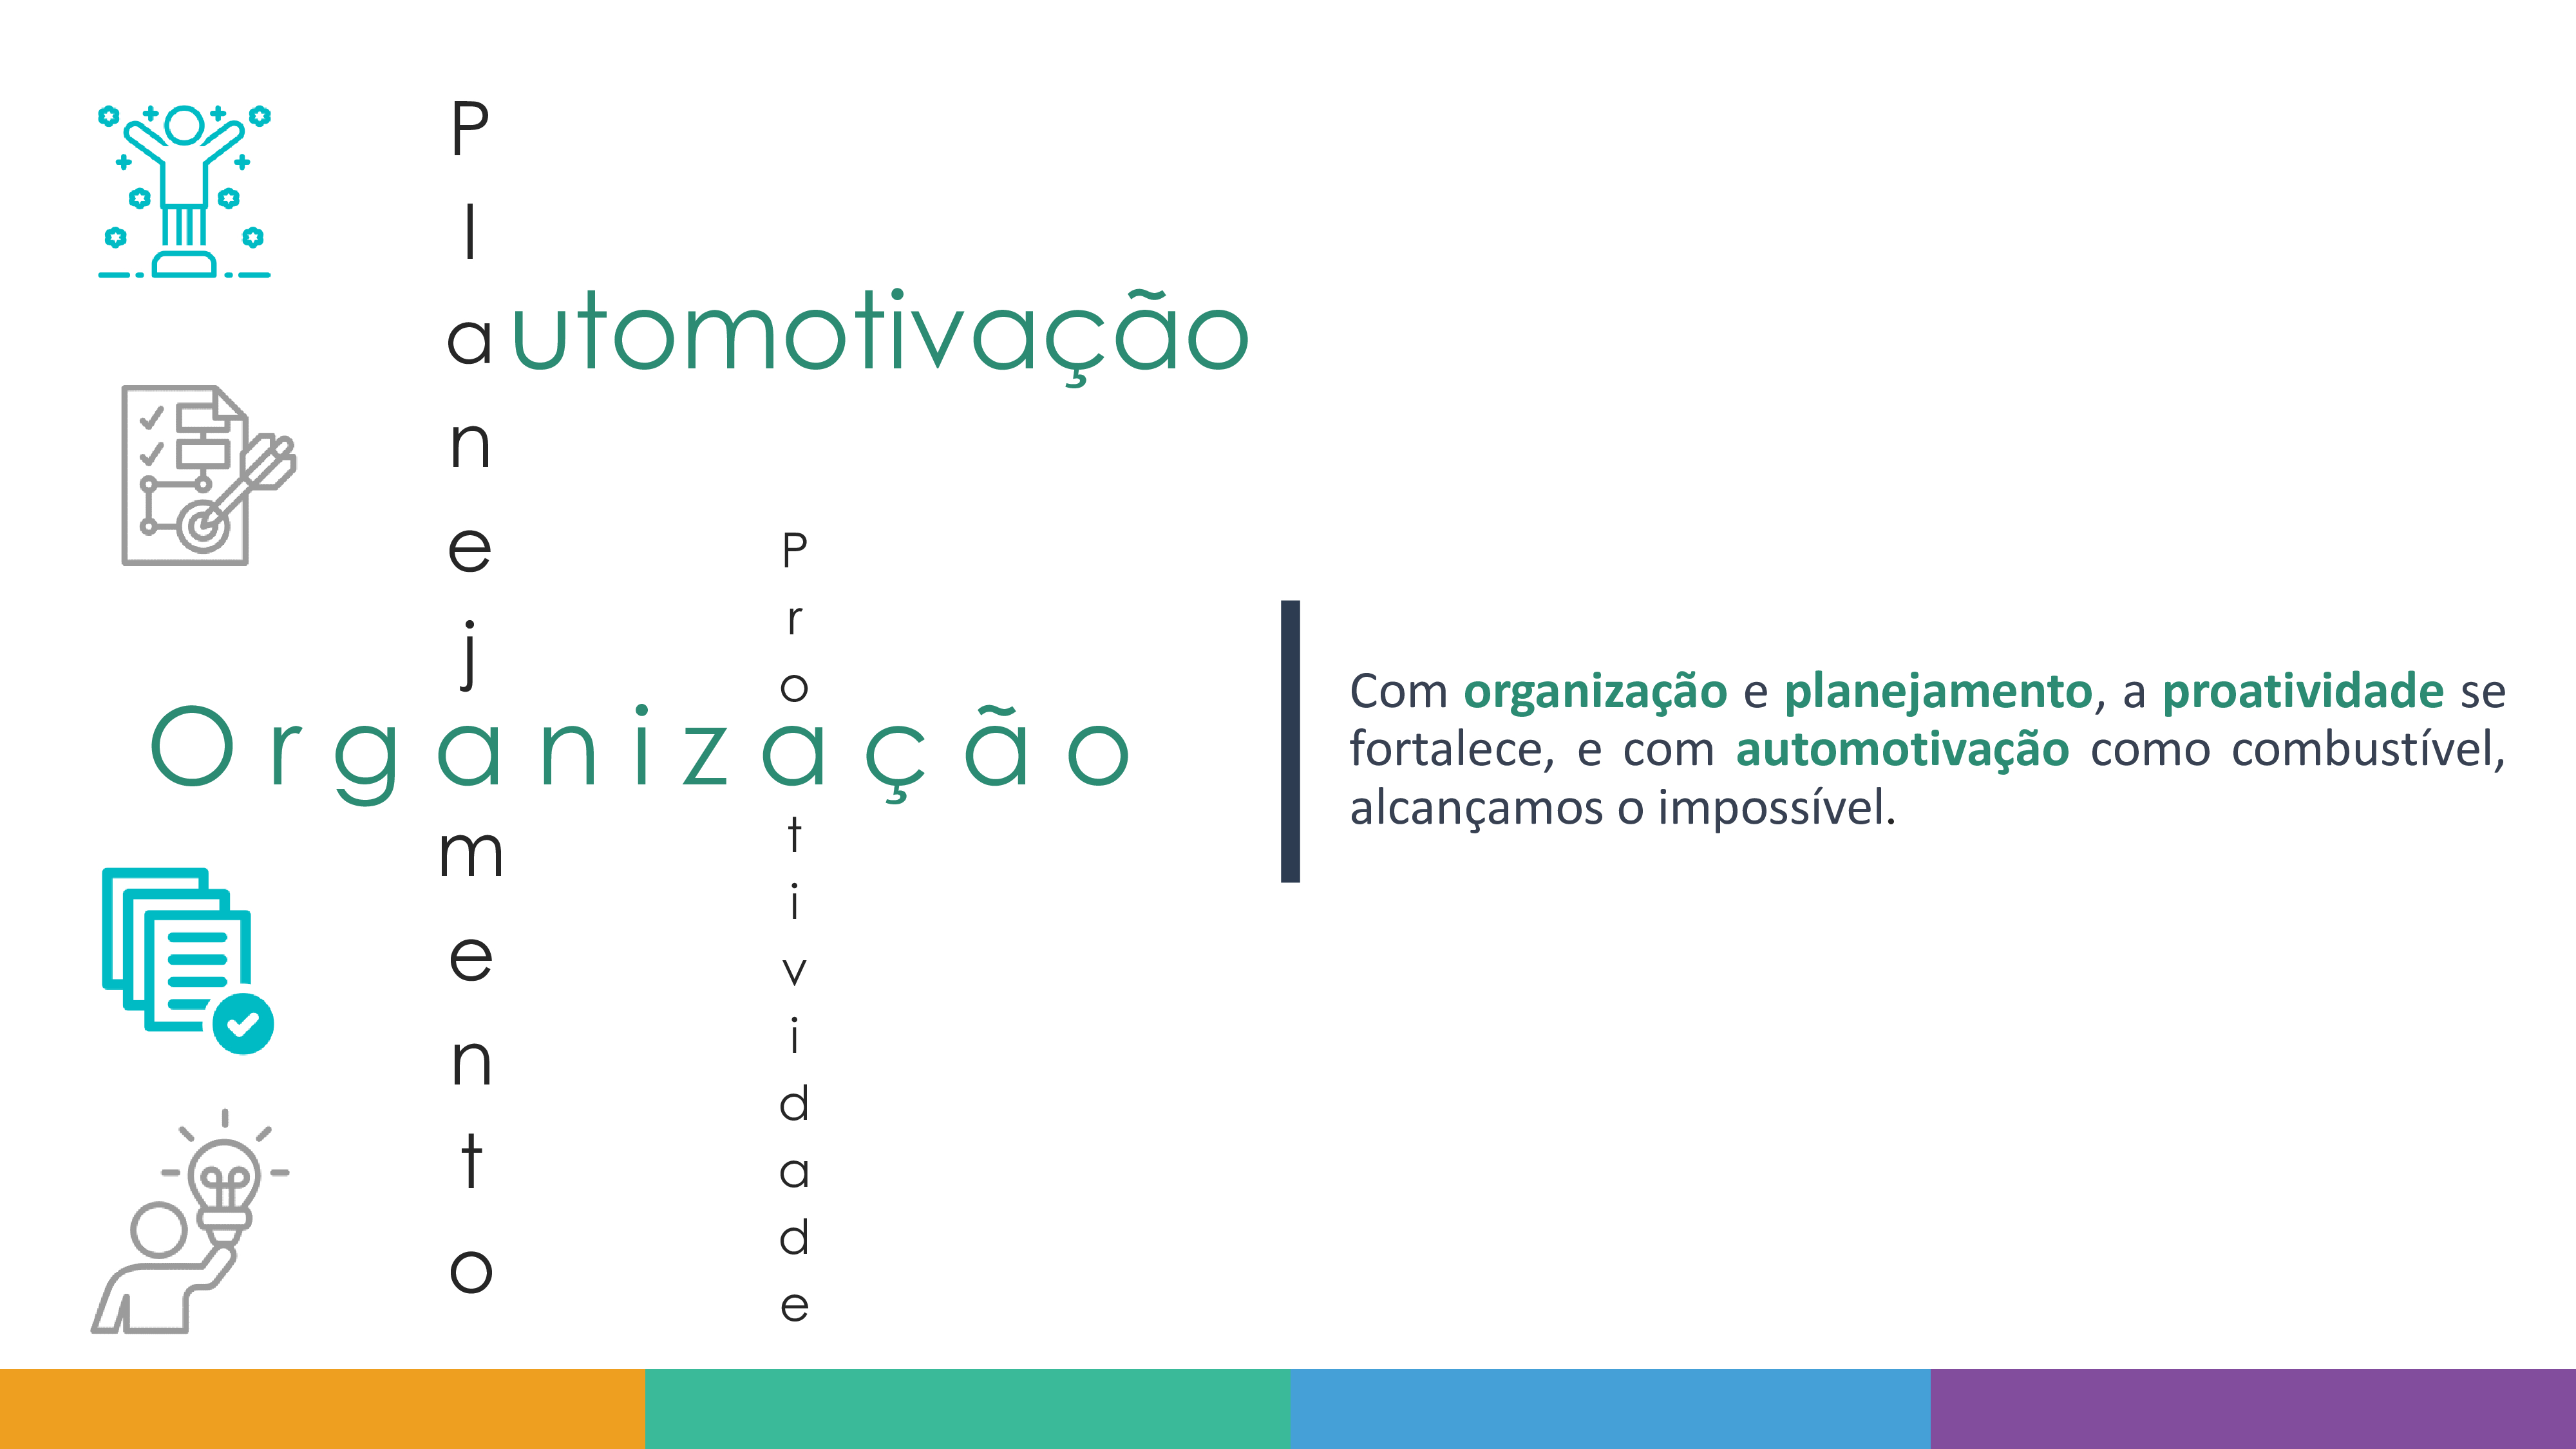 Planejamento
automotivação
Proatividade
Organização
Com organização e planejamento, a proatividade se
fortalece, e com automotivação como combustível,
alcançamos o impossível.